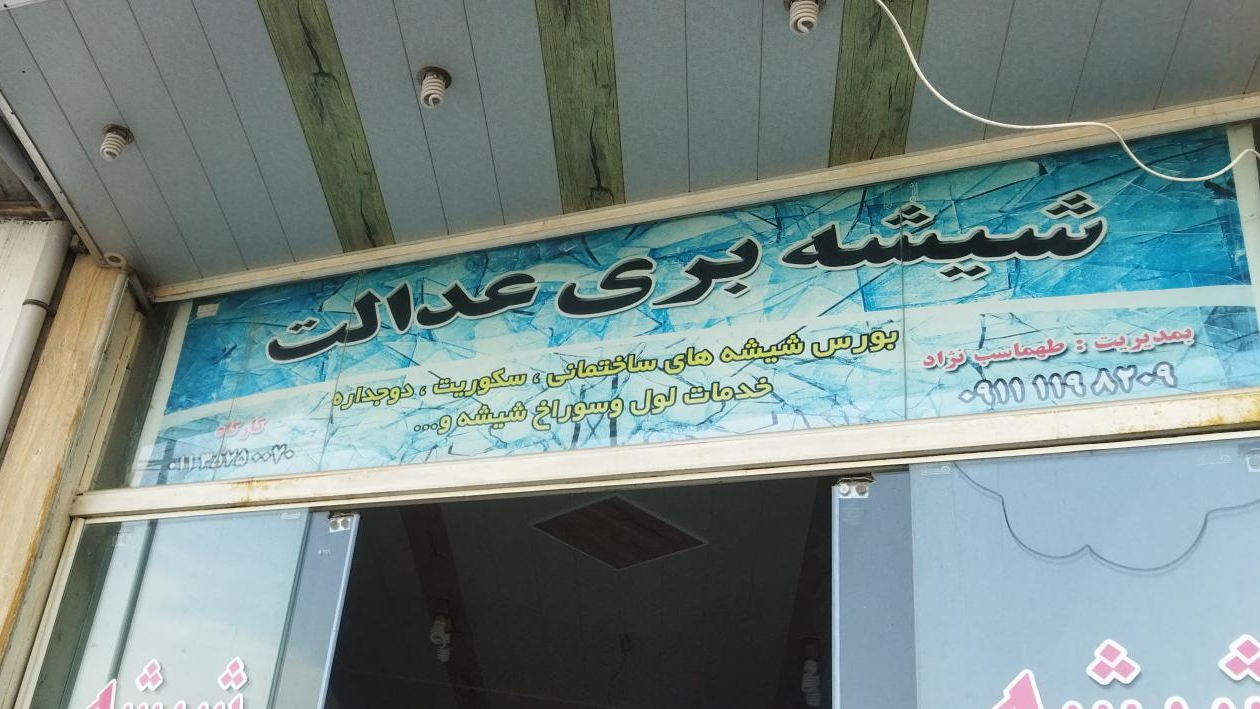 شیشه بری عدالت
بورس شیشه های ساختمانی ، سکوریت ، دوجداره
خدمات لول وسوراخ شیشه و...
بمدیریت : طهماسب نژاد
۰۹۱۱ ۱۱۹ ۸۲۰۹
کارگاه
شیشه